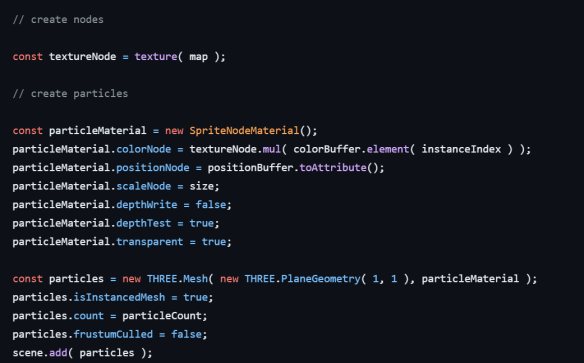 // create nodes
const textureNode = texture( map );
// create particles
const particleMaterial = new SpriteNodeMaterial();
particleMaterial.colorNode = textureNode.mul( colorBuffer.element( instanceIndex ) );
particleMaterial.positionNode = positionBuffer.toAttribute();
particleMaterial.scaleNode = size;
particleMaterial.depthWrite = false;
particleMaterial.depthTest = true;
particleMaterial.transparent = true;
const particles = new THREE.Mesh( new THREE.PlaneGeometry( 1, 1 ), particleMaterial );
particles.isInstancedMesh = true;
particles.count = particleCount;
particles.frustumCulled = false;
scene.add( particles );